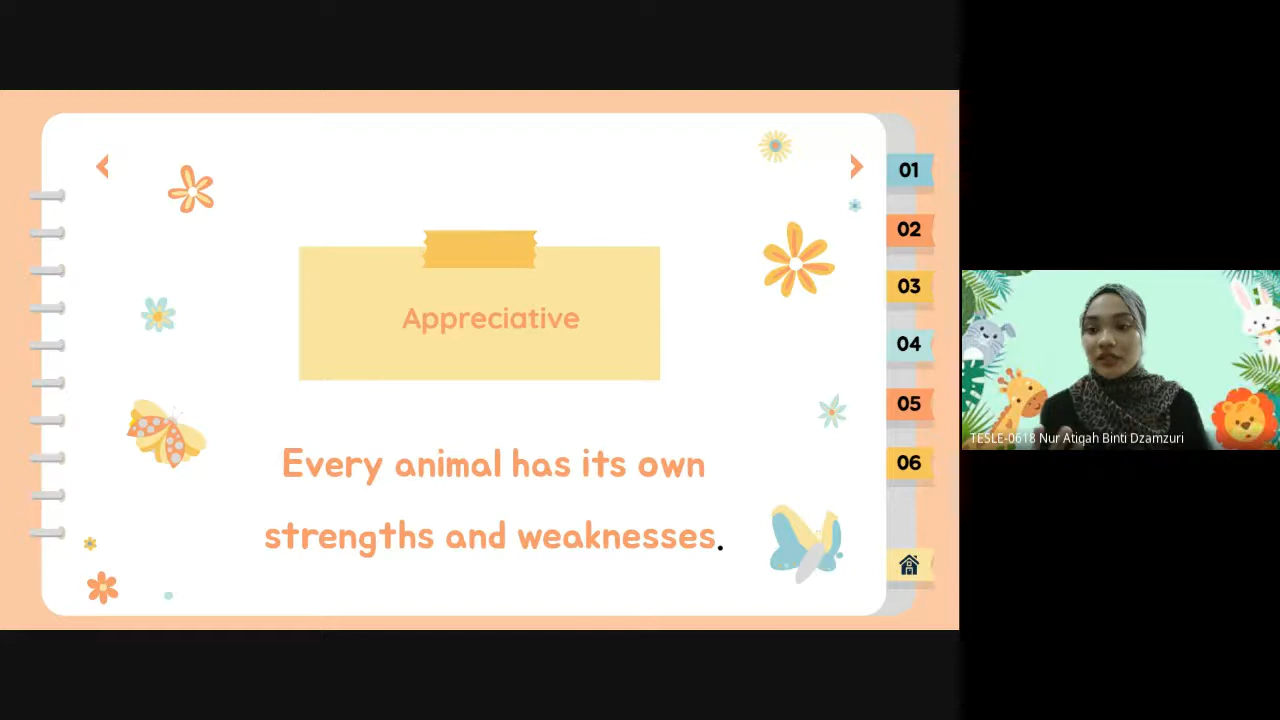 Appreciative
Every animal has its own
strengths and weaknesses.
01
02
03
04
05
06
TESLE-0618 Nur Atiqah Binti Dzamzuri